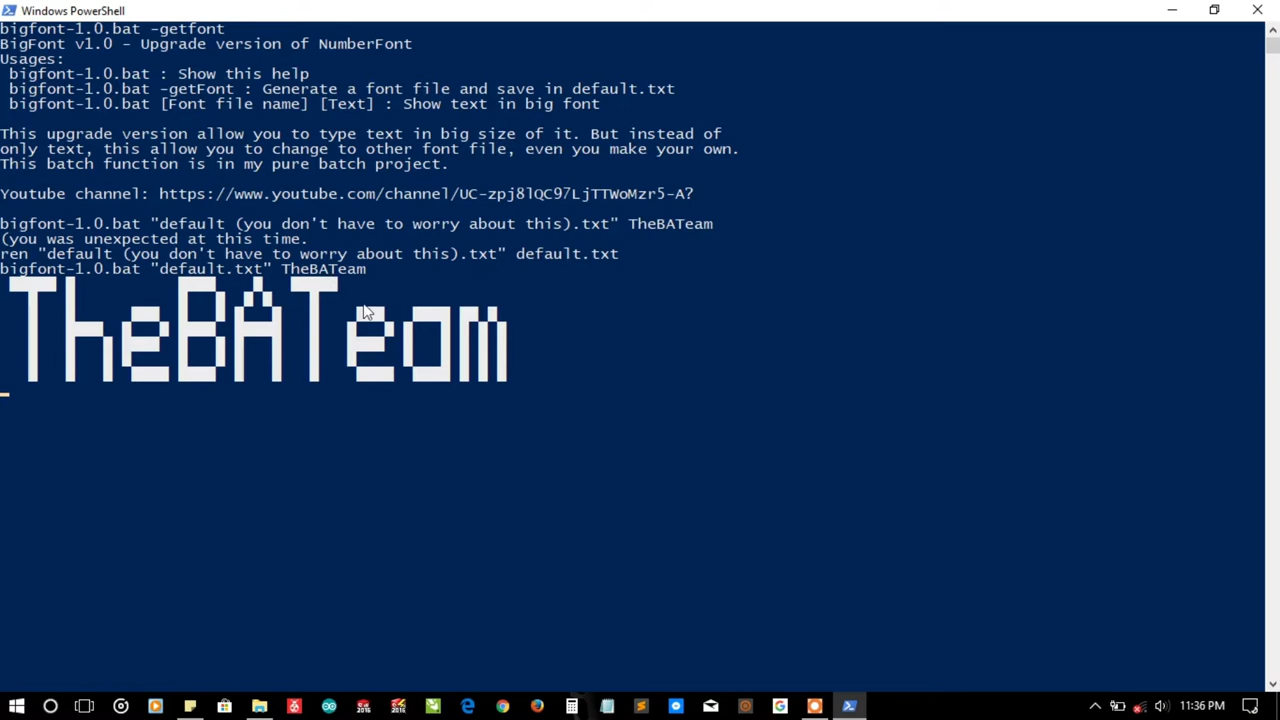 Windows PowerShell
bigfont-1.0.bat -getfont
BigFont v1.0 - Upgrade version of NumberFont
Usages:
bigfont-1.0.bat : Show this help
bigfont-1.0.bat -getFont : Generate a font file and save in default.txt
bigfont-1.0.bat [Font file name] [Text] : Show text in big font
This upgrade version allow you to type text in big size of it. But instead of
only text, this allow you to change to other font file, even you make your own.
This batch function is in my pure batch project.
Youtube channel: https://www.youtube.com/channel/UC-zpj8lQC97LjTTWoMzr5-A?
bigfont-1.0.bat "default (you don't have to worry about this).txt" TheBATeam
(you was unexpected at this time.
ren "default (you don't have to worry about this).txt" default.txt
bigfont-1.0.bat "default.txt" TheBATeam
TheBATeam
11:36 PM